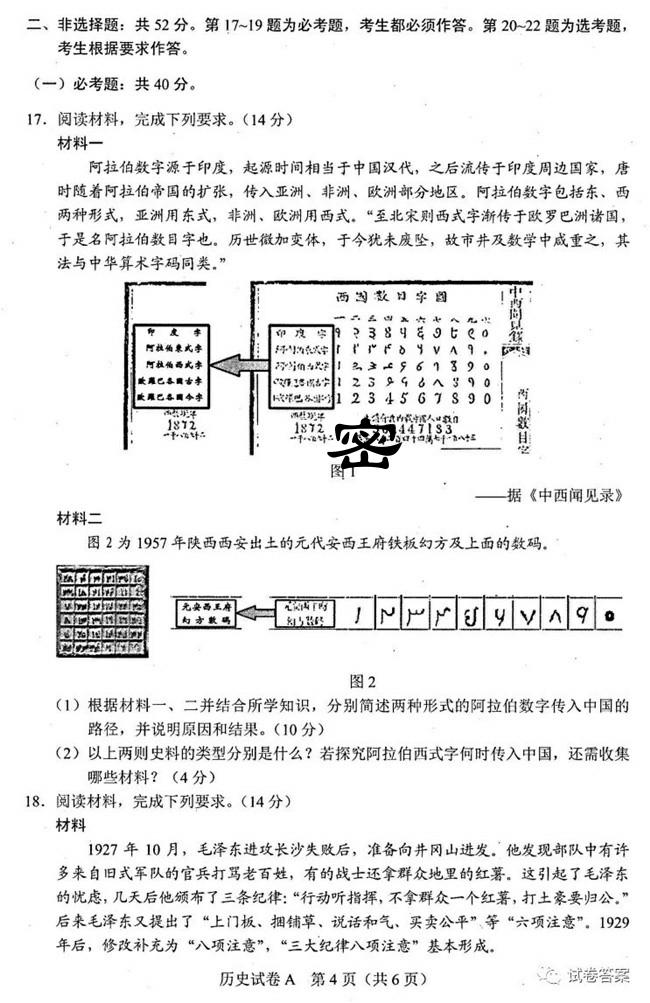 二、非选择题：共 52 分。第 17~19 题为必考题，考生都必须作答。第 20~22 题为选考题，
考生根据要求作答。
（一）必考题：共 40 分。
17．阅读材料，完成下列要求。（14 分）
材料一
阿拉伯数字源于印度，起源时间相当于中国汉代，之后流传于印度周边国家，唐
时随着阿拉伯帝国的扩张，传入亚洲、非洲、欧洲部分地区。阿拉伯数字包括东、西
两种形式，亚洲用东式，非洲、欧洲用西式。“至北宋则西式字渐传于欧罗巴洲诸国，
于是名阿拉伯数目字也。历世微加变体，于今犹未废坠，故市井及数学中咸重之，其
法与中华算术字码同类。”
西国数目字圖
中西聞見錄
印度字
阿拉伯東式字
阿拉伯西式字
歐羅巴各國古字
歐羅巴各國今字
印度字
1 2 3 4 5 6 7 8 9 0
西國數目字
1872
1872
密
图 1
——据《中西闻见录》
材料二
图 2 为 1957 年陕西西安出土的元代安西王府铁板幻方及上面的数码。
元安西王府
幻方數碼
图 2
（1）根据材料一、二并结合所学知识，分别简述两种形式的阿拉伯数字传入中国的
路径，并说明原因和结果。（10 分）
（2）以上两则史料的类型分别是什么？若探究阿拉伯西式字何时传入中国，还需收集
哪些材料？（4 分）
18．阅读材料，完成下列要求。（14 分）
材料
1927 年 10 月，毛泽东进攻长沙失败后，准备向井冈山进发。他发现部队中有许
多来自旧式军队的官兵打骂老百姓，有的战士还拿群众地里的红薯。这引起了毛泽东
的忧虑，几天后他颁布了三条纪律：“行动听指挥，不拿群众一个红薯，打土豪要归公。”
后来毛泽东又提出了“上门板、捆铺草、说话和气、买卖公平”等“六项注意”。1929
年后，修改补充为“八项注意”，“三大纪律八项注意”基本形成。
历史试卷 A 第 4 页（共 6 页）
试卷答案